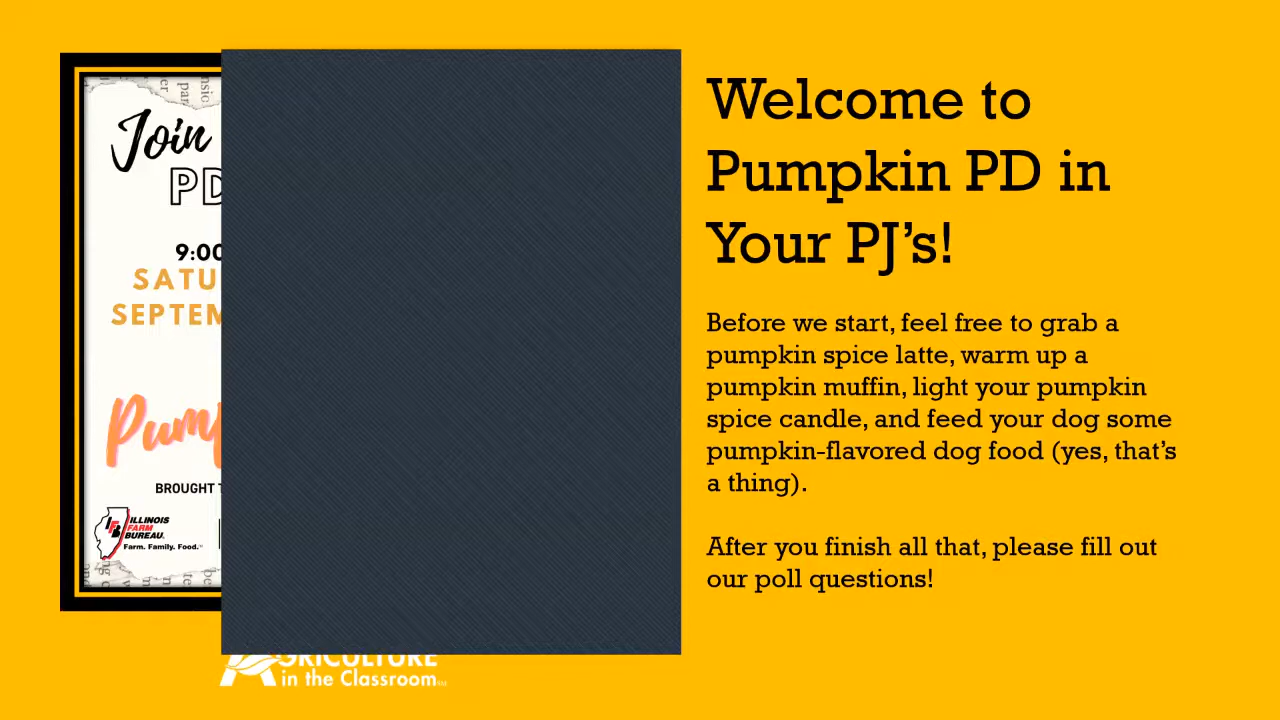 Join
PD
9:00
SATU
SEPTEM
Pump
BROUGHT T
ILLINOIS
FARM
BUREAU.
Farm. Family. Food.
Welcome to
Pumpkin PD in
Your PJ's!
Before we start, feel free to grab a
pumpkin spice latte, warm up a
pumpkin muffin, light your pumpkin
spice candle, and feed your dog some
pumpkin-flavored dog food (yes, that's
a thing).
After you finish all that, please fill out
our poll questions!
AGRICULTURE
in the Classroom